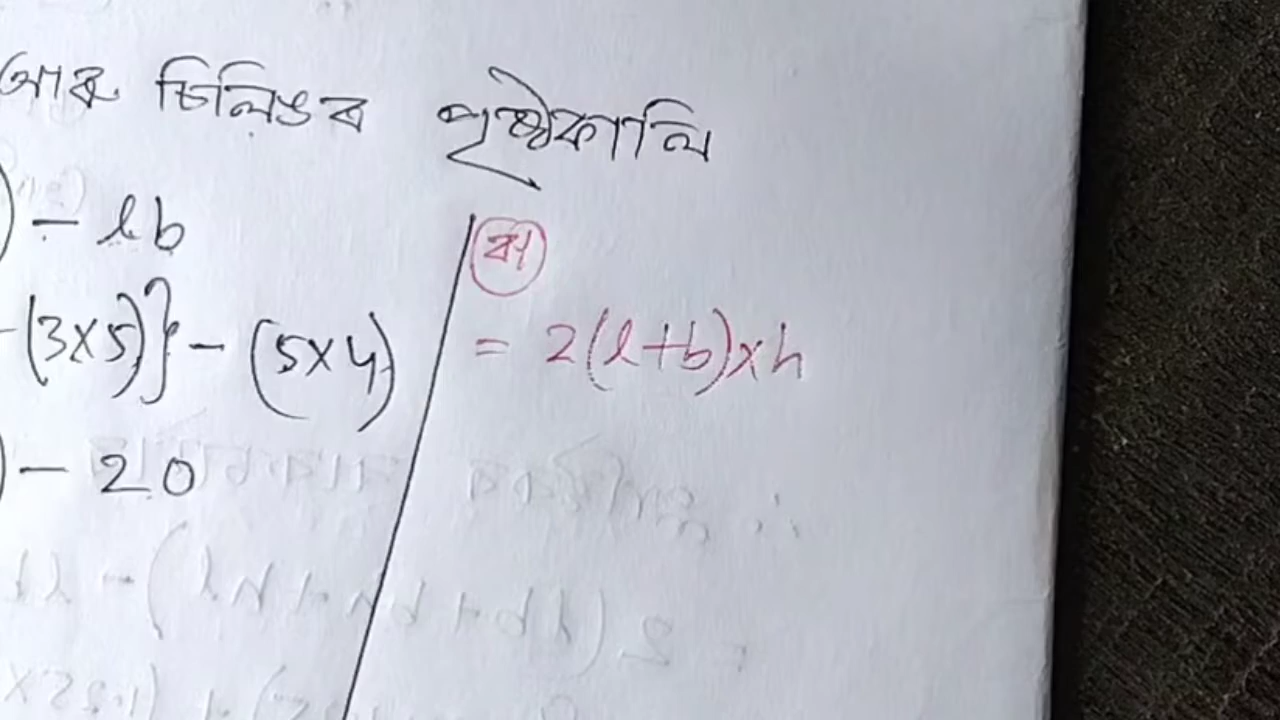 আৰু চিলিঙৰ পৃষ্ঠকালি
) - lb
-(3×5)} - (5×4)
) - 20
বা
= 2(l+b)×h